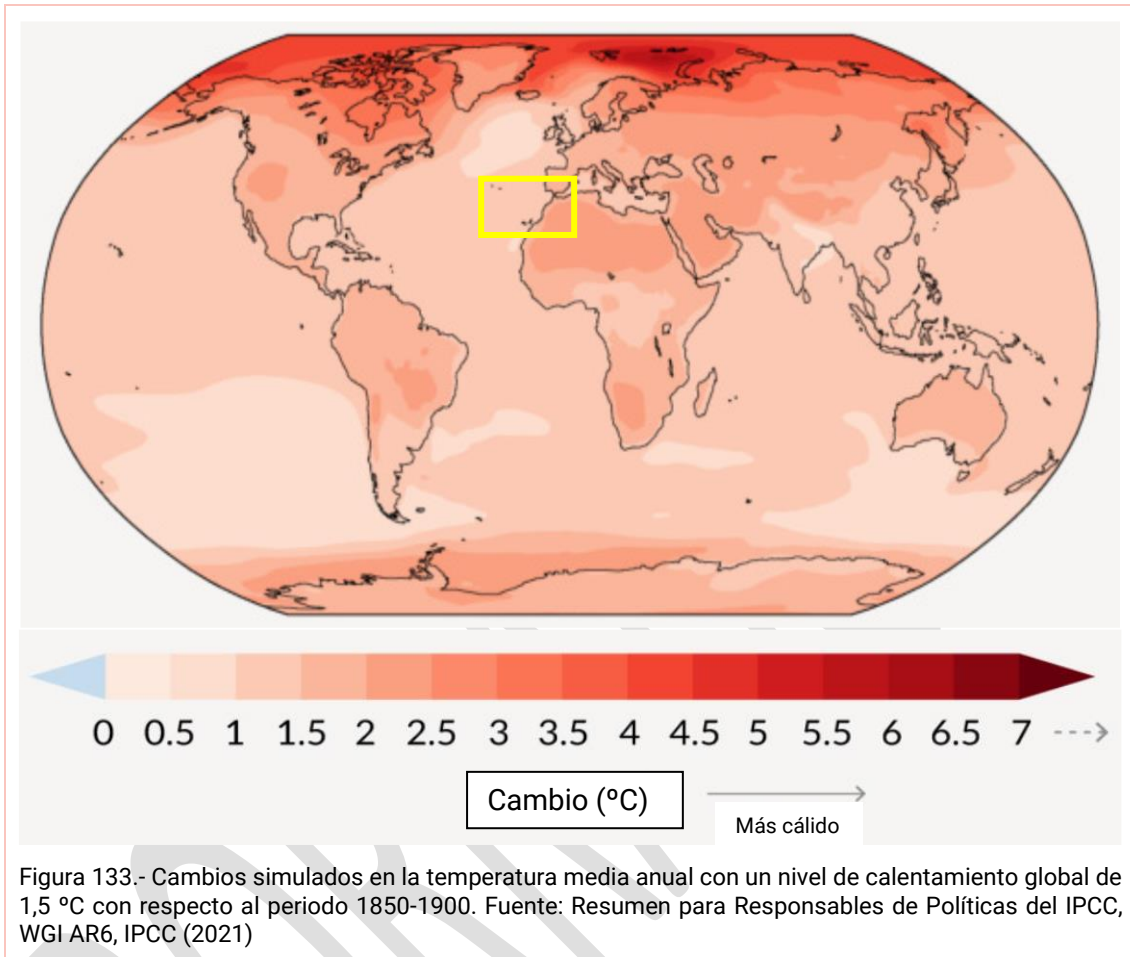 0 0.5 1 1.5 2 2.5 3 3.5 4 4.5 5 5.5 6 6.5 7
Cambio (ºC)
Más cálido
Figura 133.- Cambios simulados en la temperatura media anual con un nivel de calentamiento global de
1,5 ºC con respecto al periodo 1850-1900. Fuente: Resumen para Responsables de Políticas del IPCC,
WGI AR6, IPCC (2021)